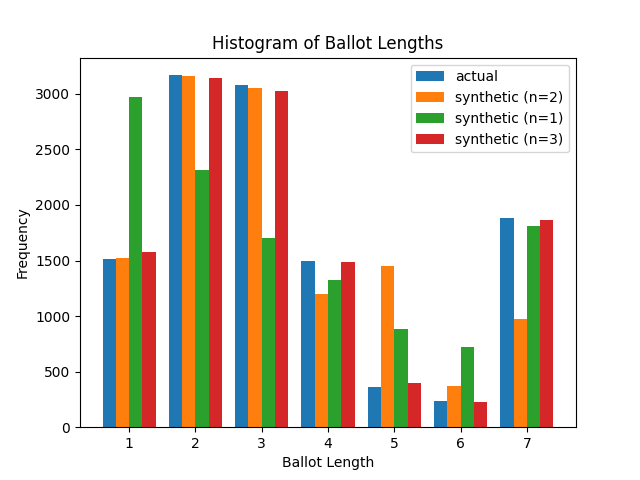 Histogram of Ballot Lengths
actual
synthetic (n=2)
synthetic (n=1)
synthetic (n=3)
Frequency
3000
2500
2000
1500
1000
500
0
1 2 3 4 5 6 7
Ballot Length